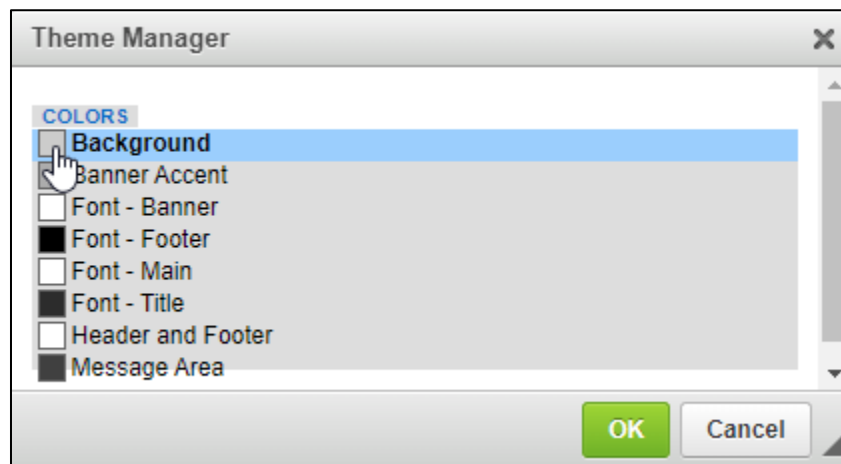 Theme Manager
COLORS
Background
Banner Accent
Font - Banner
Font - Footer
Font - Main
Font - Title
Header and Footer
Message Area
OK
Cancel